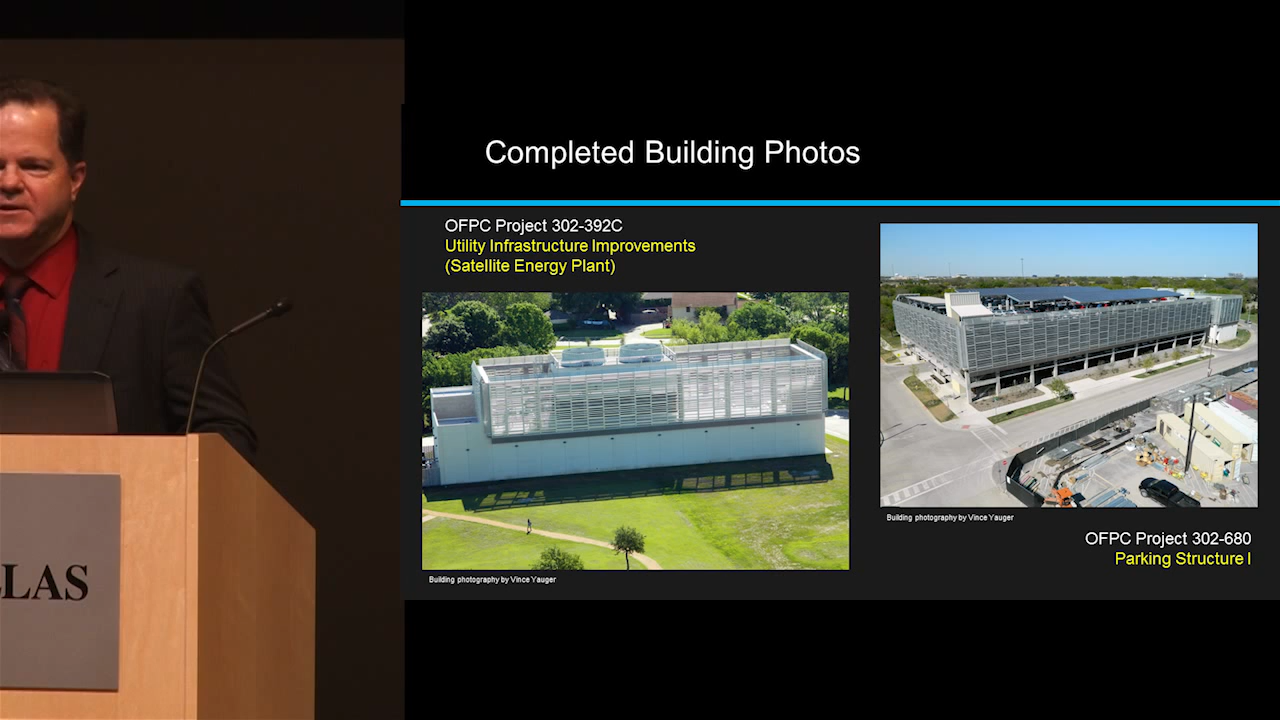 Completed Building Photos
OFPC Project 302-392C
Utility Infrastructure Improvements
(Satellite Energy Plant)
Building photography by Vince Yauger
Building photography by Vince Yauger
OFPC Project 302-680
Parking Structure I
LLAS